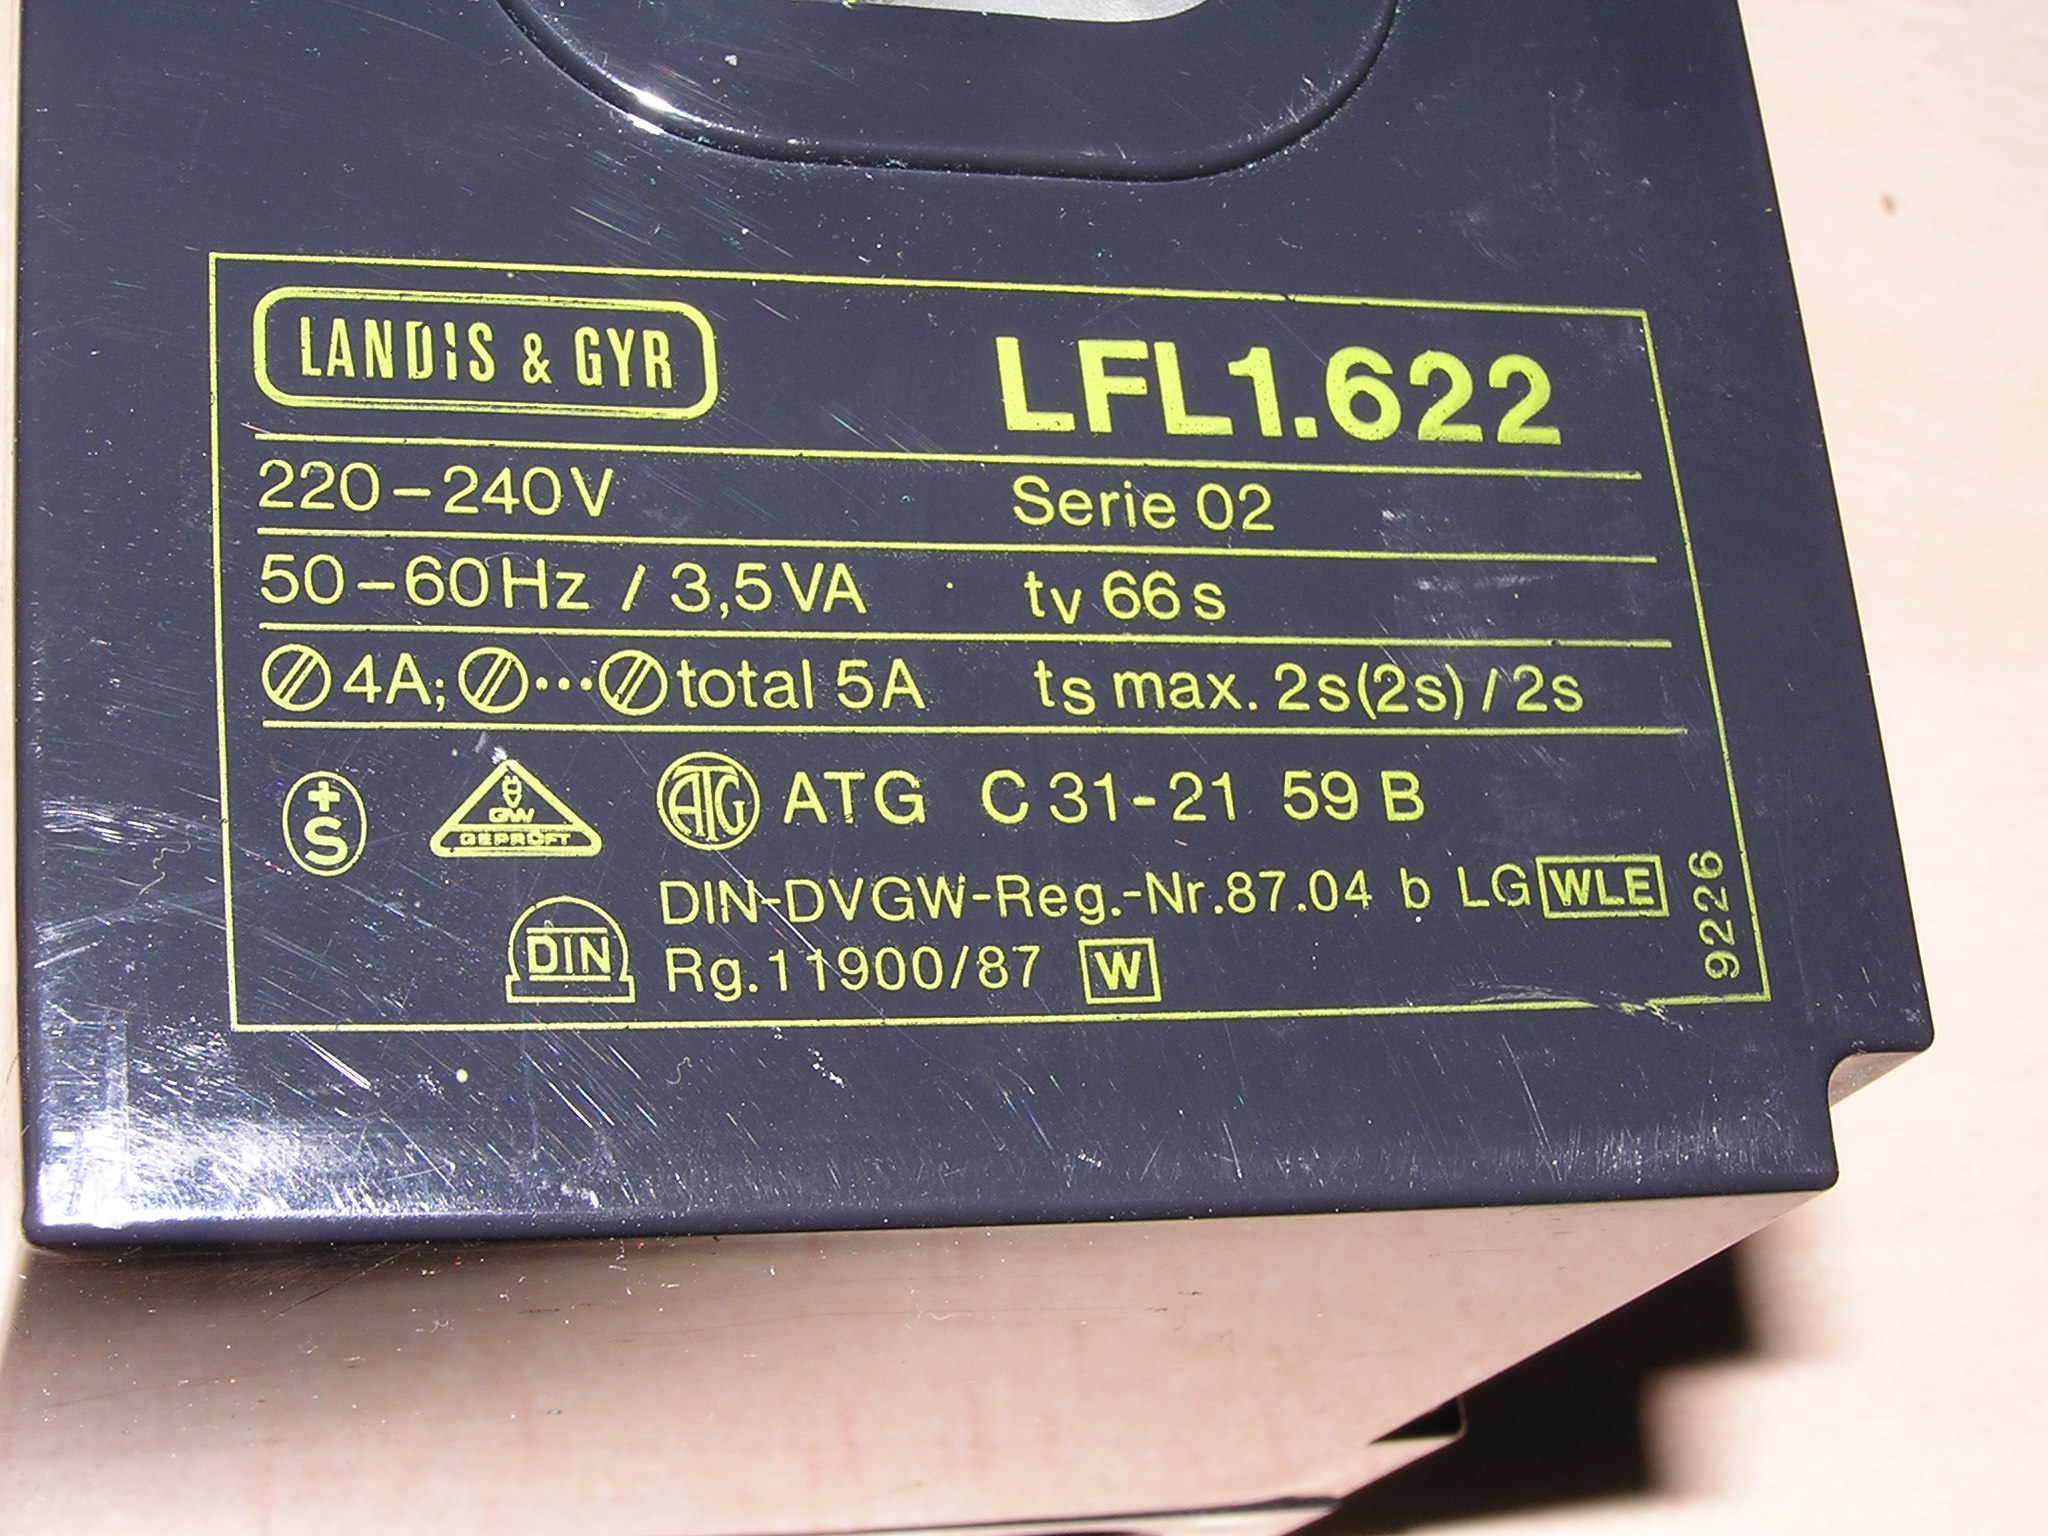 LANDIS & GYR
LFL1.622
220-240V Serie 02
50-60Hz / 3,5VA tv 66s
4A; ... total 5A ts max. 2s(2s) / 2s
+S
GW
GEPRÜFT
ATG ATG C 31-21 59 B
DIN-DVGW-Reg.-Nr.87.04 b LG WLE
DIN
Rg.11900/87 W
9226